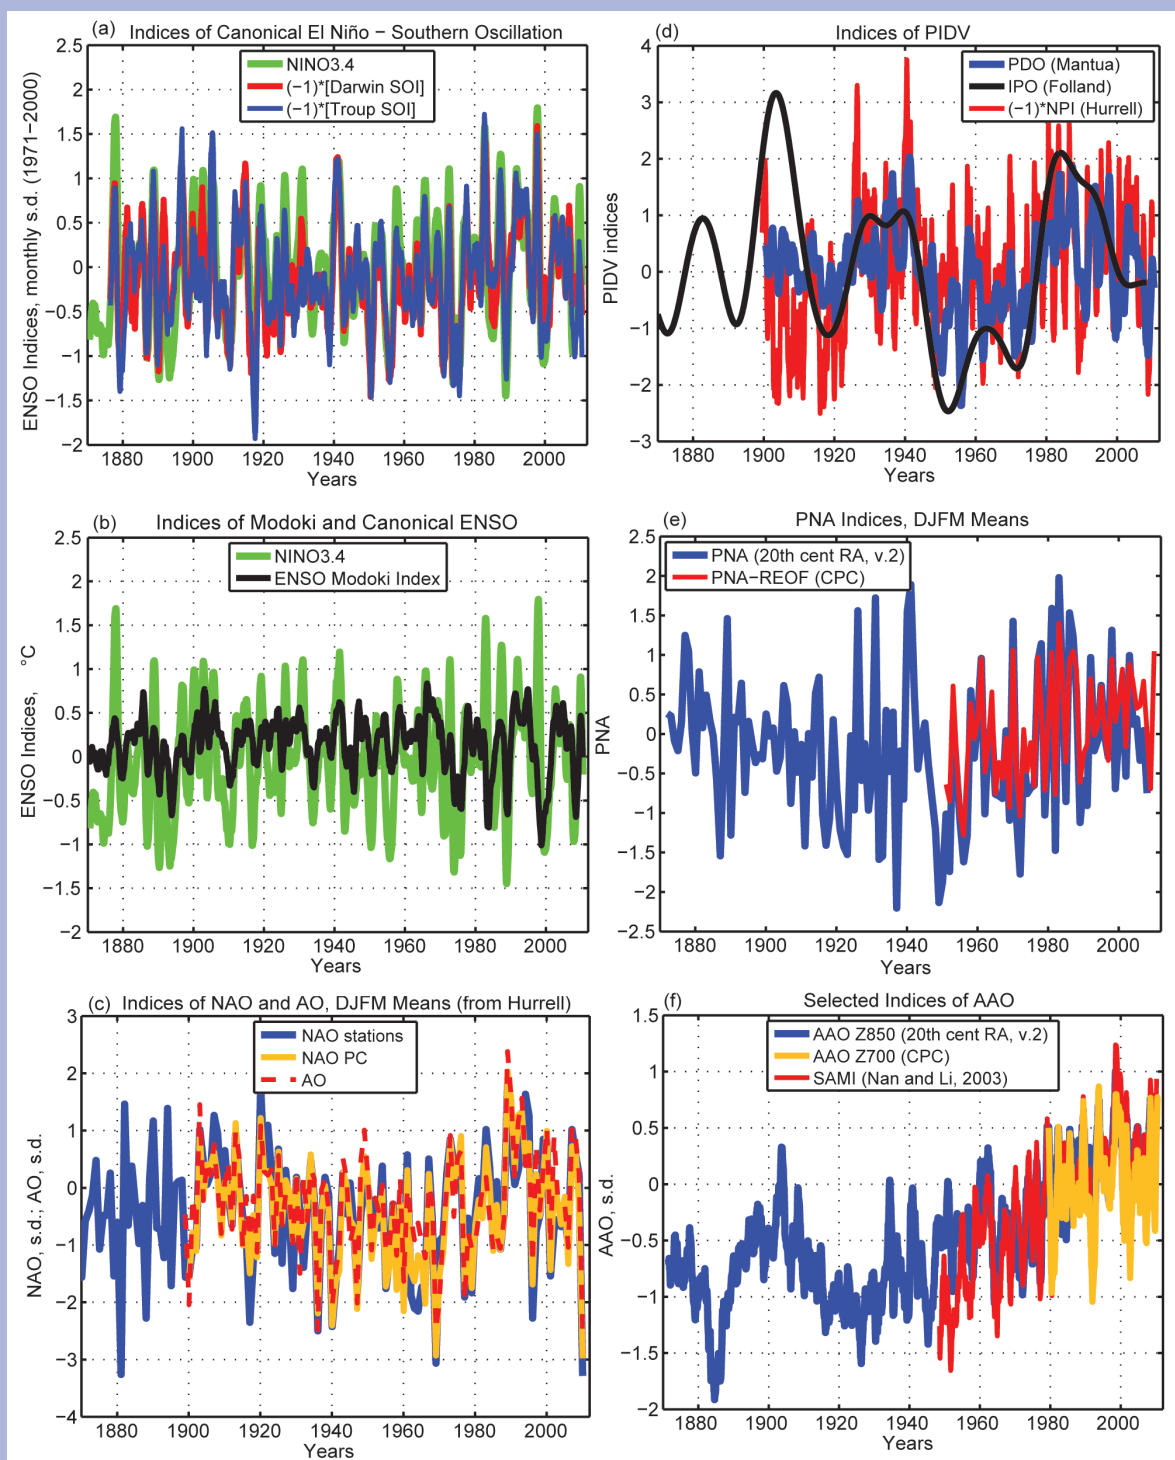 (a) Indices of Canonical El Niño – Southern Oscillation
NINO3.4
(−1)*[Darwin SOI]
(−1)*[Troup SOI]
ENSO Indices, monthly s.d. (1971−2000)
2.5
2
1.5
1
0.5
0
−0.5
−1
−1.5
−2
1880 1900 1920 1940 1960 1980 2000
Years
(d) Indices of PIDV
PDO (Mantua)
IPO (Folland)
(−1)*NPI (Hurrell)
PIDV indices
4
3
2
1
0
−1
−2
−3
1880 1900 1920 1940 1960 1980 2000
Years
(b) Indices of Modoki and Canonical ENSO
NINO3.4
ENSO Modoki Index
ENSO Indices, °C
2.5
2
1.5
1
0.5
0
−0.5
−1
−1.5
−2
1880 1900 1920 1940 1960 1980 2000
Years
(e) PNA Indices, DJFM Means
PNA (20th cent RA, v.2)
PNA−REOF (CPC)
PNA
2.5
2
1.5
1
0.5
0
−0.5
−1
−1.5
−2
−2.5
1880 1900 1920 1940 1960 1980 2000
Years
(c) Indices of NAO and AO, DJFM Means (from Hurrell)
NAO stations
NAO PC
AO
NAO, s.d.; AO, s.d.
3
2
1
0
−1
−2
−3
−4
1880 1900 1920 1940 1960 1980 2000
Years
(f) Selected Indices of AAO
AAO Z850 (20th cent RA, v.2)
AAO Z700 (CPC)
SAMI (Nan and Li, 2003)
AAO, s.d.
1.5
1
0.5
0
−0.5
−1
−1.5
−2
1880 1900 1920 1940 1960 1980 2000
Years